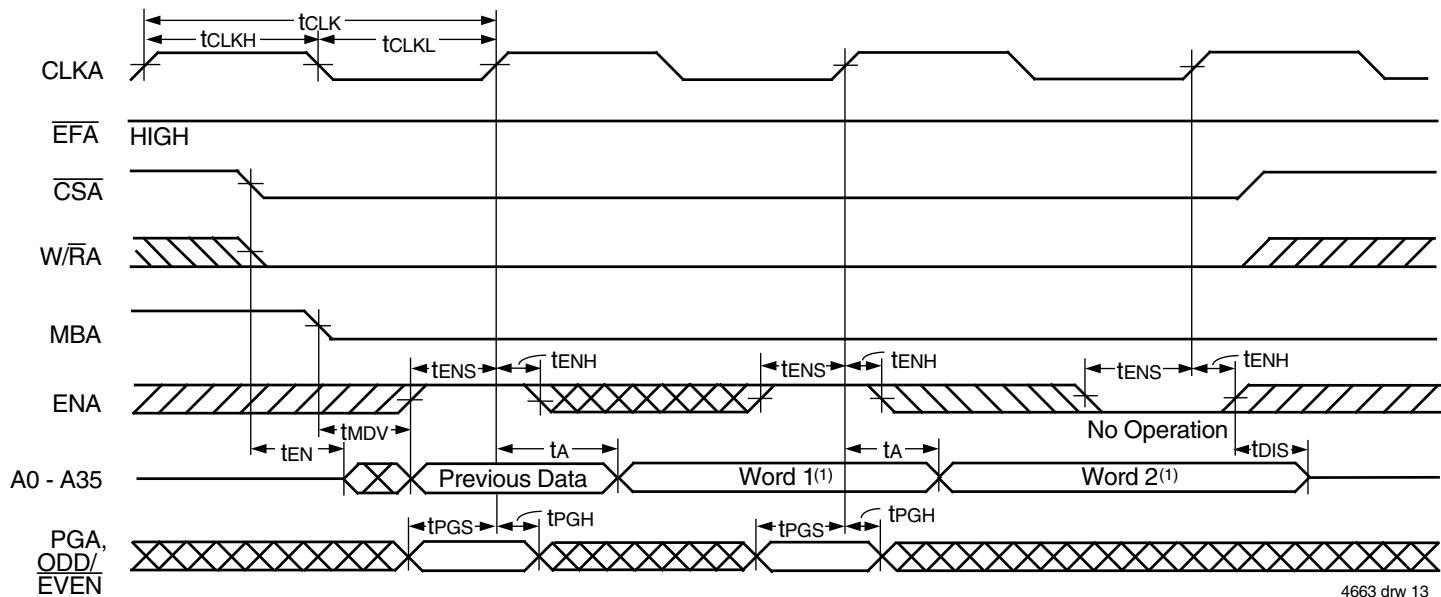 tCLK
tCLKH
tCLKL
CLKA
EFA
HIGH
CSA
W/RA
MBA
tENS
tENH
tENS
tENH
tENS
tENH
ENA
No Operation
tMDV
tEN
tA
tA
tDIS
A0 - A35
Previous Data
Word 1(1)
Word 2(1)
tPGS
tPGH
tPGS
tPGH
PGA,
ODD/
EVEN
4663 drw 13